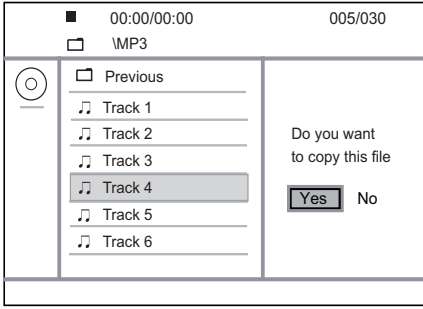 00:00/00:00 005/030
\MP3
Previous
Track 1
Track 2
Track 3
Track 4
Track 5
Track 6
Do you want
to copy this file
Yes No